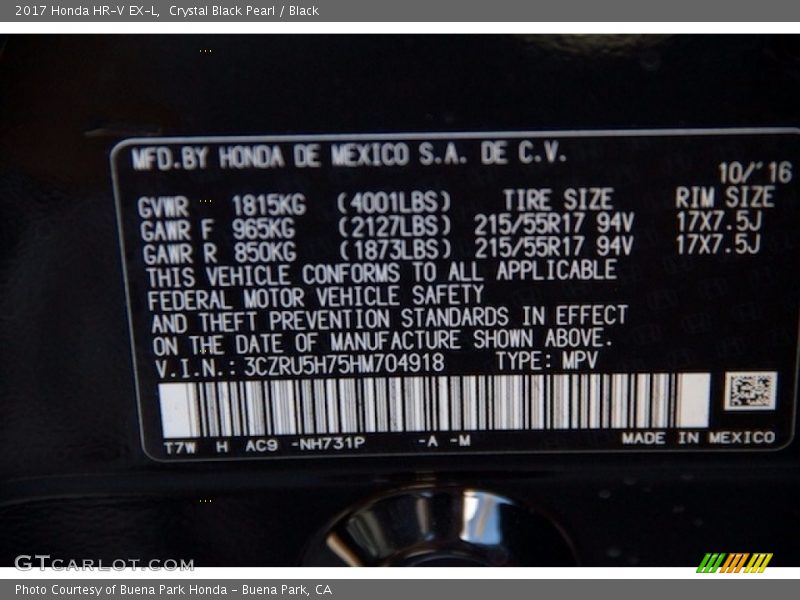 2017 Honda HR-V EX-L, Crystal Black Pearl / Black
MFD.BY HONDA DE MEXICO S.A. DE C.V.
10/'16
GVWR 1815KG (4001LBS) TIRE SIZE RIM SIZE
GAWR F 965KG (2127LBS) 215/55R17 94V 17X7.5J
GAWR R 850KG (1873LBS) 215/55R17 94V 17X7.5J
THIS VEHICLE CONFORMS TO ALL APPLICABLE
FEDERAL MOTOR VEHICLE SAFETY
AND THEFT PREVENTION STANDARDS IN EFFECT
ON THE DATE OF MANUFACTURE SHOWN ABOVE.
V.I.N.: 3CZRU5H75HM704918 TYPE: MPV
T7W H AC9 -NH731P -A -M MADE IN MEXICO
GTCARLOT.COM
Photo Courtesy of Buena Park Honda - Buena Park, CA